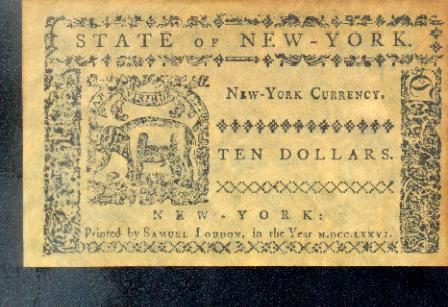 STATE OF NEW-YORK.
NEW-YORK CURRENCY.
TEN DOLLARS.
NEW-YORK:
Printed by SAMUEL LOUDON, in the Year M.DCC.LXXVI.